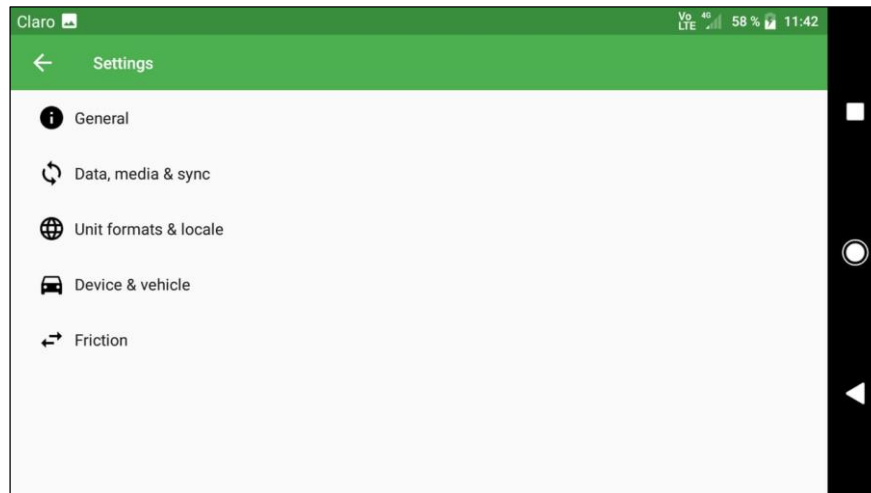 Claro Vo LTE 4G 58 % 11:42
Settings
General
Data, media & sync
Unit formats & locale
Device & vehicle
Friction